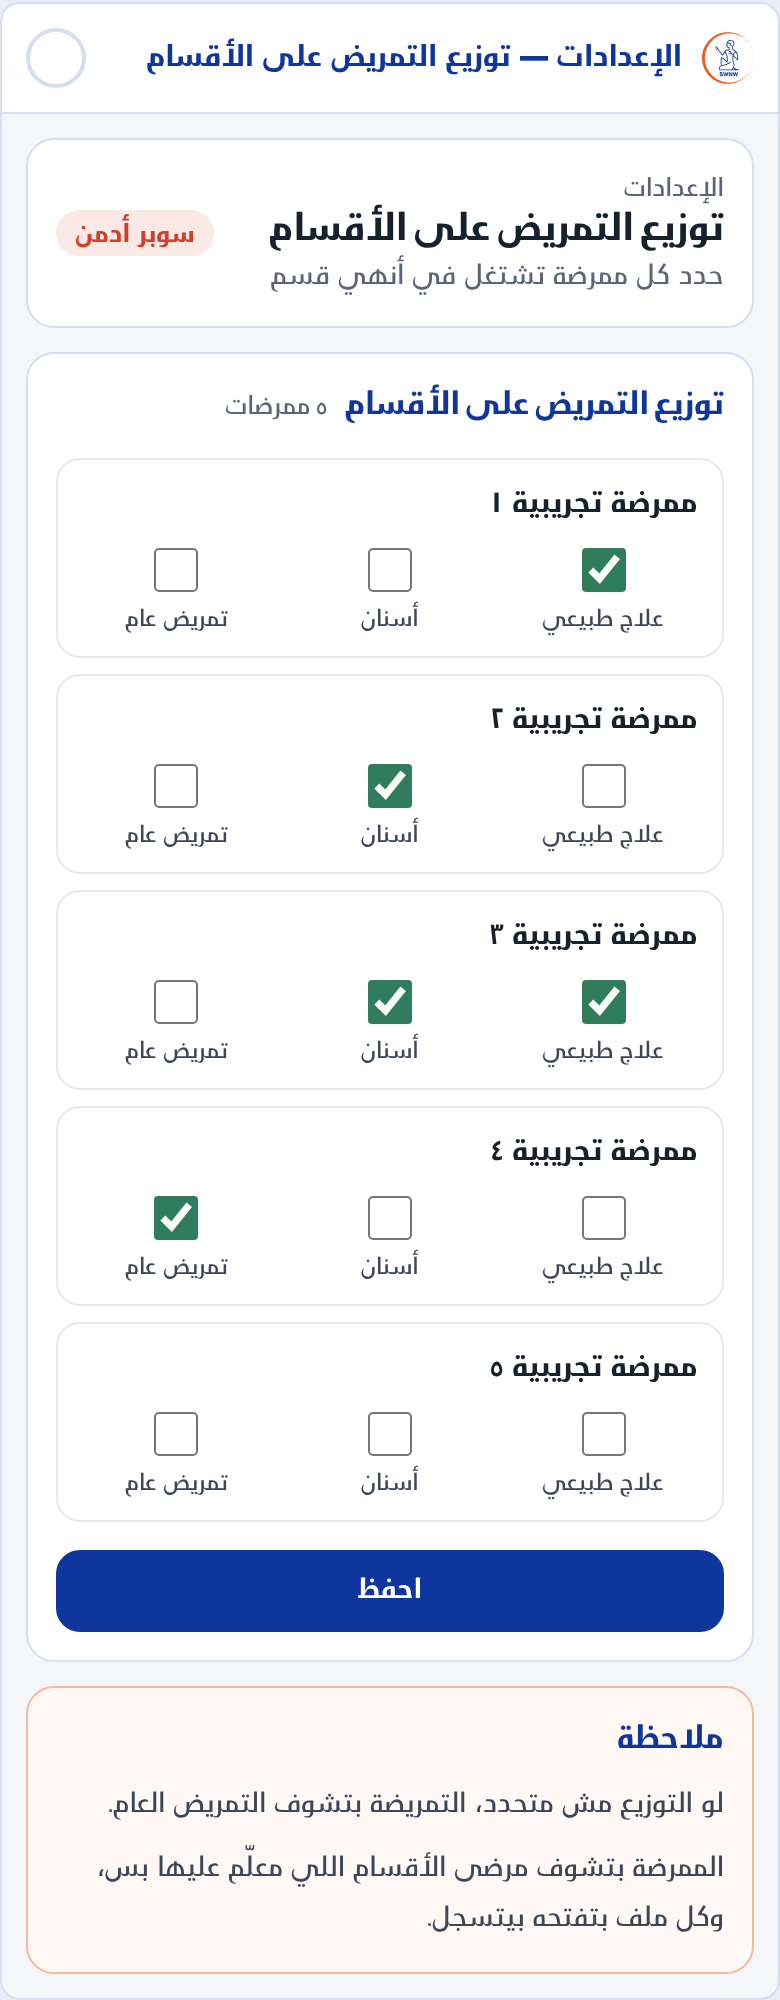 SWNW
الإعدادات — توزيع التمريض على الأقسام
الإعدادات
توزيع التمريض على الأقسام
سوبر أدمن
حدد كل ممرضة تشتغل في أنهي قسم
توزيع التمريض على الأقسام ٥ ممرضات
ممرضة تجريبية ١
علاج طبيعي
أسنان
تمريض عام
ممرضة تجريبية ٢
علاج طبيعي
أسنان
تمريض عام
ممرضة تجريبية ٣
علاج طبيعي
أسنان
تمريض عام
ممرضة تجريبية ٤
علاج طبيعي
أسنان
تمريض عام
ممرضة تجريبية ٥
علاج طبيعي
أسنان
تمريض عام
احفظ
ملاحظة
لو التوزيع مش متحدد، التمريضة بتشوف التمريض العام.
الممرضة بتشوف مرضى الأقسام اللي معلّم عليها بس،
وكل ملف بتفتحه بيتسجل.